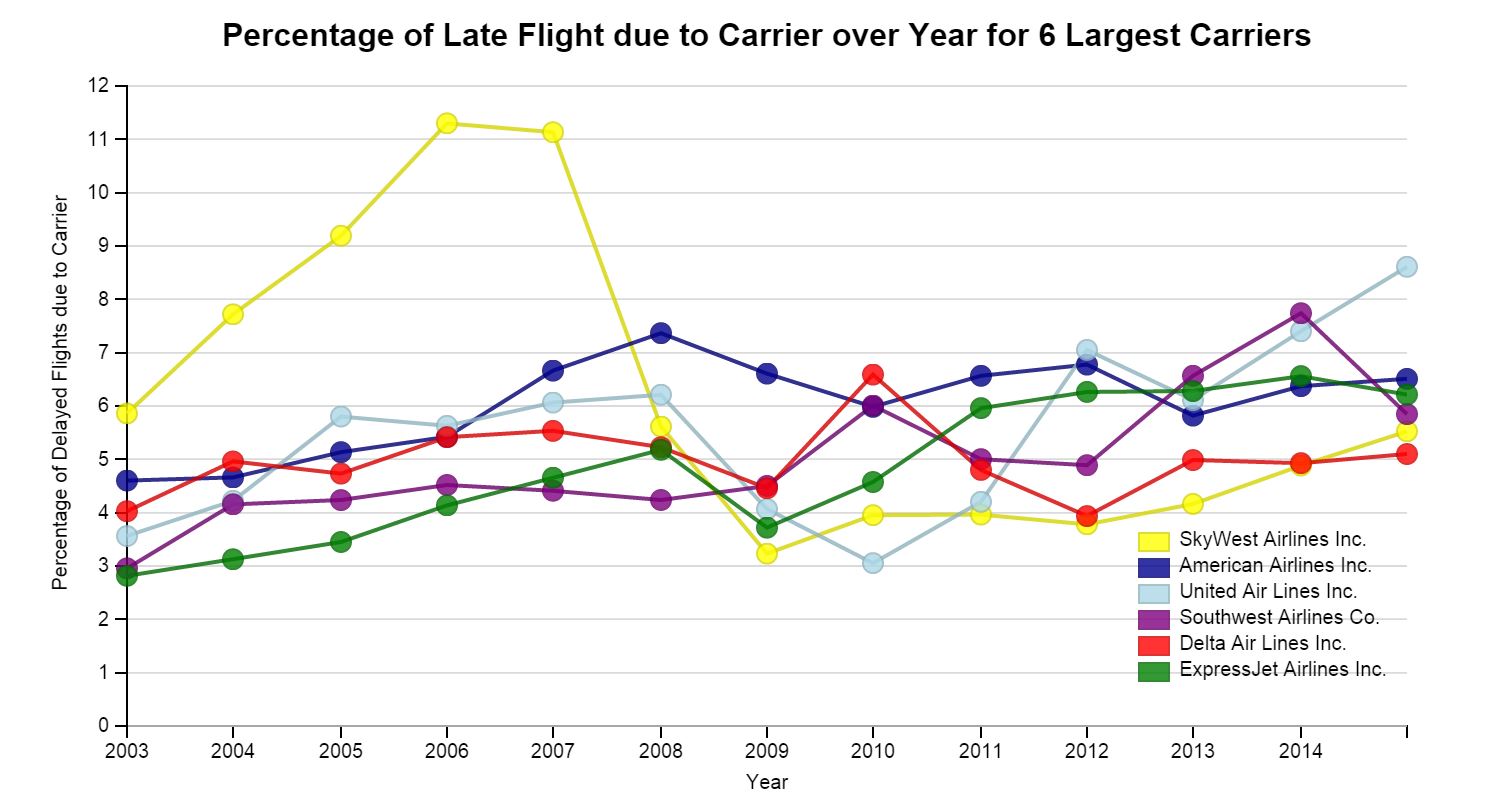 Percentage of Late Flight due to Carrier over Year for 6 Largest Carriers
12
11
10
9
8
7
6
5
4
3
2
1
0
Percentage of Delayed Flights due to Carrier
SkyWest Airlines Inc.
American Airlines Inc.
United Air Lines Inc.
Southwest Airlines Co.
Delta Air Lines Inc.
ExpressJet Airlines Inc.
2003 2004 2005 2006 2007 2008 2009 2010 2011 2012 2013 2014
Year